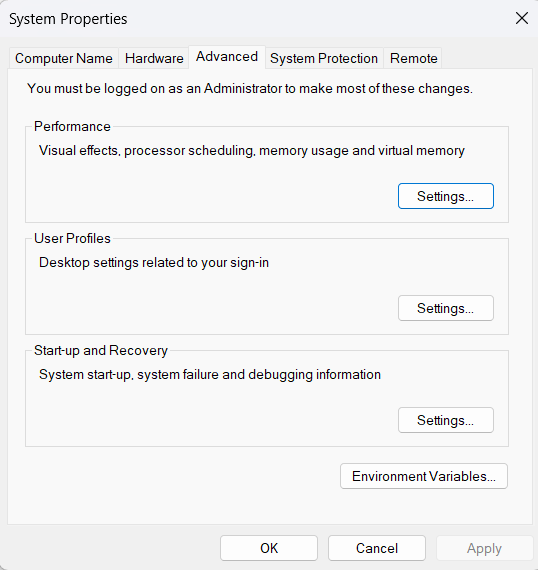 System Properties
Computer Name Hardware Advanced System Protection Remote
You must be logged on as an Administrator to make most of these changes.
Performance
Visual effects, processor scheduling, memory usage and virtual memory
Settings...
User Profiles
Desktop settings related to your sign-in
Settings...
Start-up and Recovery
System start-up, system failure and debugging information
Settings...
Environment Variables...
OK Cancel Apply